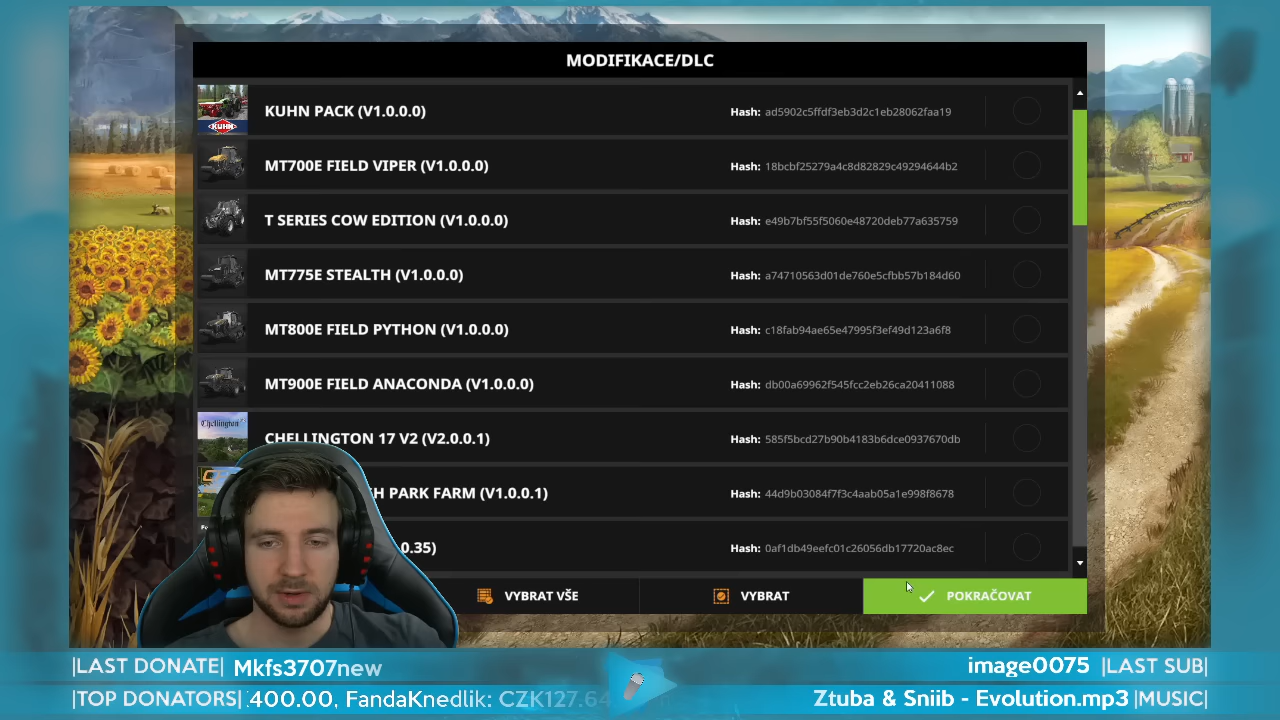 MODIFIKACE/DLC
KUHN PACK (V1.0.0.0) Hash: ad5902c5ffdf3eb3d2c1eb28062faa19
KUHN
MT700E FIELD VIPER (V1.0.0.0) Hash: 18bcbf25279a4c8d82829c49294644b2
T SERIES COW EDITION (V1.0.0.0) Hash: e49b7bf55f5060e48720deb77a635759
MT775E STEALTH (V1.0.0.0) Hash: a74710563d01de760e5cfbb57b184d60
MT800E FIELD PYTHON (V1.0.0.0) Hash: c18fab94ae65e47995f3ef49d123a6f8
MT900E FIELD ANACONDA (V1.0.0.0) Hash: db00a69962f545fcc2eb26ca20411088
Chellington
CHELLINGTON 17 V2 (V2.0.0.1) Hash: 585f5bcd27b90b4183b6dce0937670db
H PARK FARM (V1.0.0.1) Hash: 44d9b03084f7f3c4aab05a1e998f8678
0.35) Hash: 0af1db49eefc01c26056db17720ac8ec
VYBRAT VŠE VYBRAT POKRAČOVAT
|LAST DONATE| Mkfs3707new image0075 |LAST SUB|
|TOP DONATORS| 400.00, FandaKnedlik: CZK127.64 Ztuba & Sniib - Evolution.mp3 |MUSIC|